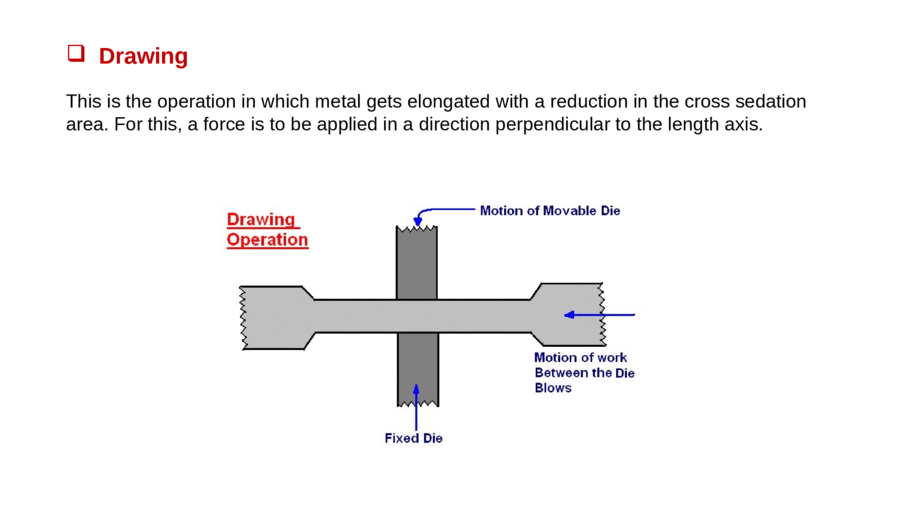 Drawing
This is the operation in which metal gets elongated with a reduction in the cross sedation
area. For this, a force is to be applied in a direction perpendicular to the length axis.
Drawing
Operation
Motion of Movable Die
Motion of work
Between the Die
Blows
Fixed Die